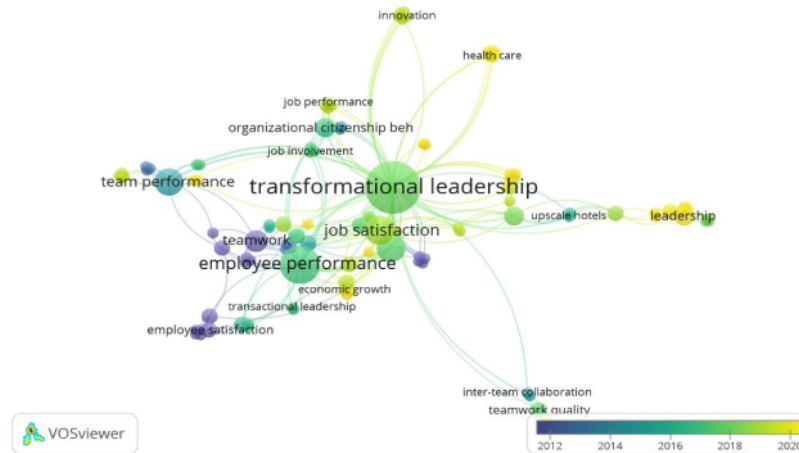 innovation
health care
job performance
organizational citizenship beh
job involvement
team performance
transformational leadership
upscale hotels
leadership
job satisfaction
teamwork
employee performance
economic growth
transactional leadership
employee satisfaction
inter-team collaboration
teamwork quality
VOSviewer
2012 2014 2016 2018 2020